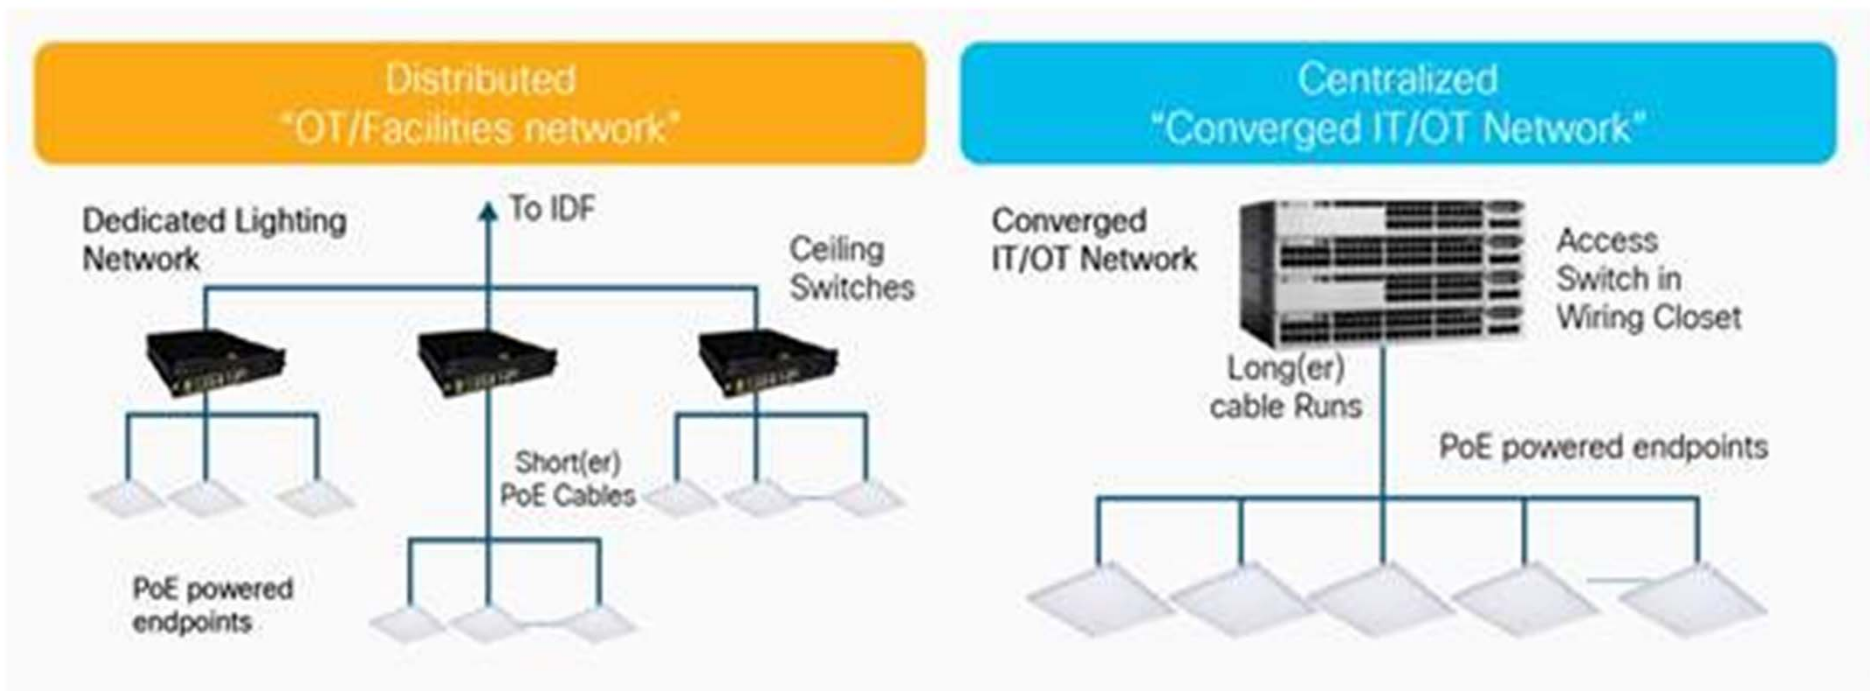 Distributed
“OT/Facilities network”
Dedicated Lighting
Network
To IDF
Ceiling
Switches
Short(er)
PoE Cables
PoE powered
endpoints
Centralized
“Converged IT/OT Network”
Converged
IT/OT Network
Access
Switch in
Wiring Closet
Long(er)
cable Runs
PoE powered endpoints